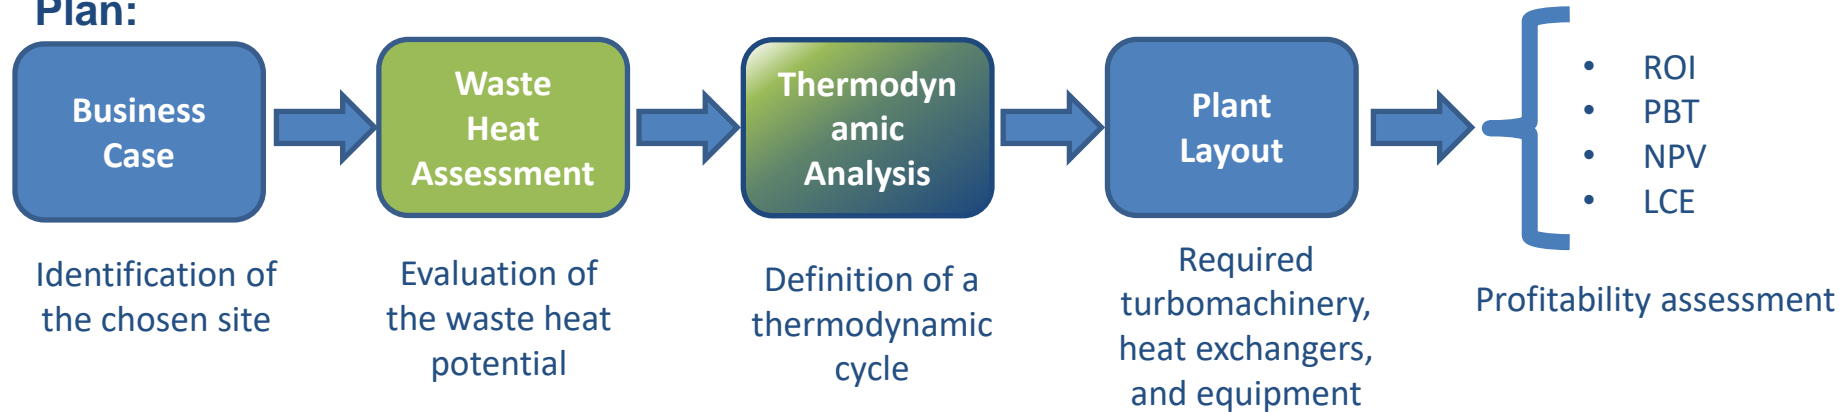 Plan:
Business
Case
Waste
Heat
Assessment
Thermodyn
amic
Analysis
Plant
Layout
• ROI
• PBT
• NPV
• LCE
Identification of
the chosen site
Evaluation of
the waste heat
potential
Definition of a
thermodynamic
cycle
Required
turbomachinery,
heat exchangers,
and equipment
Profitability assessment